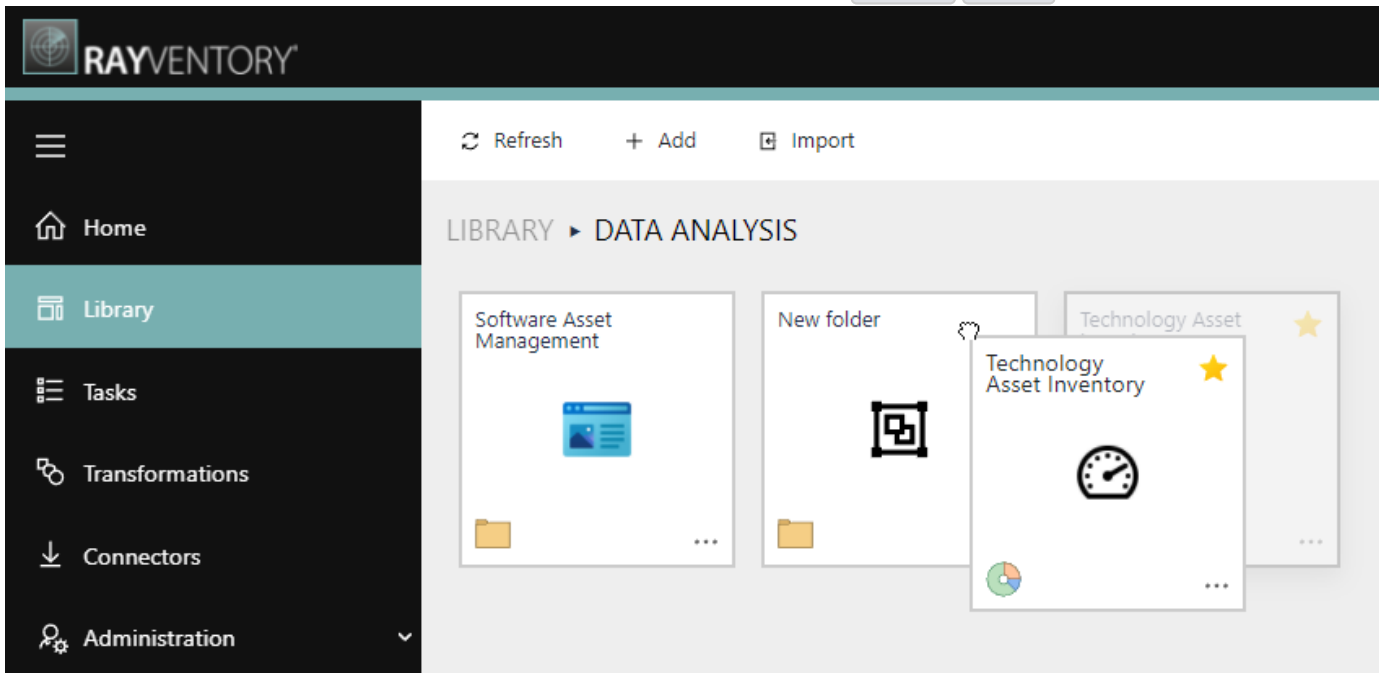 RAYVENTORY
Refresh
Add
Import
Home
Library
Tasks
Transformations
Connectors
Administration
LIBRARY ▸ DATA ANALYSIS
Software Asset
Management
New folder
Technology Asset
Technology
Asset Inventory